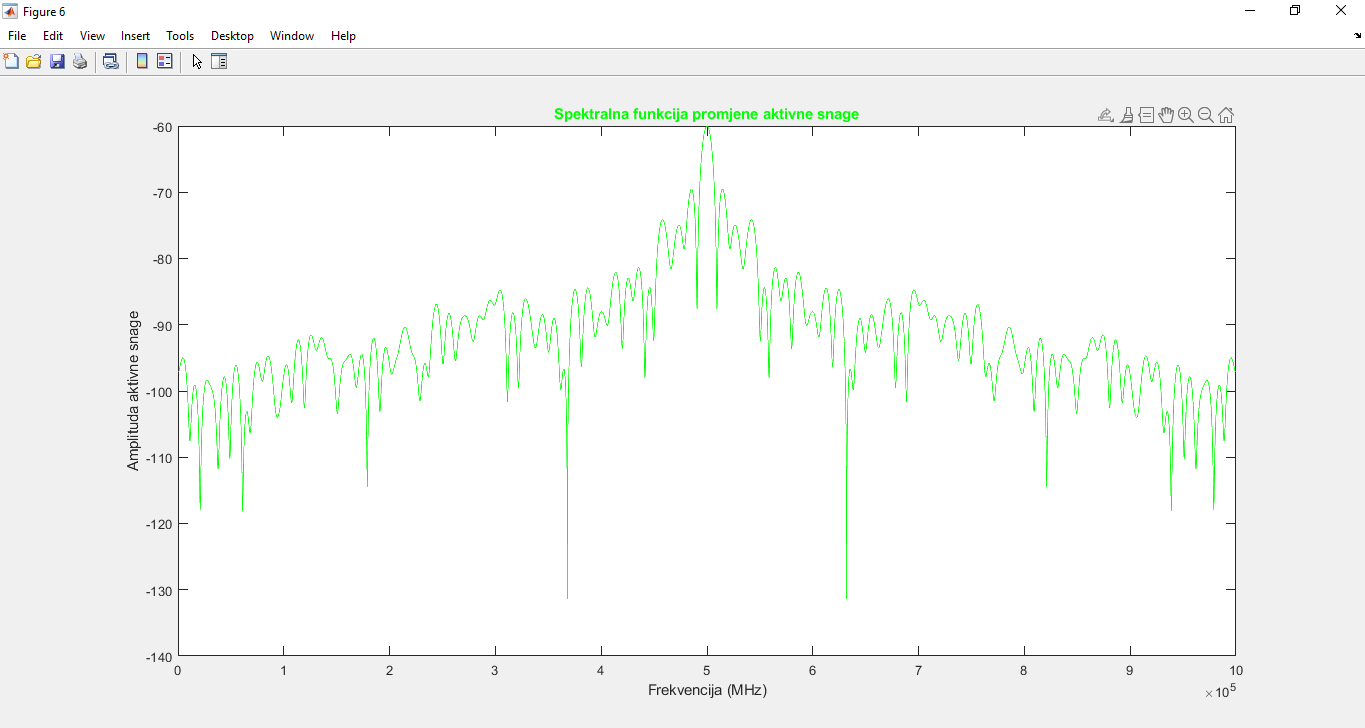 Figure 6
File Edit View Insert Tools Desktop Window Help
Spektralna funkcija promjene aktivne snage
-60
-70
-80
-90
-100
-110
-120
-130
-140
Amplituda aktivne snage
0 1 2 3 4 5 6 7 8 9 10
Frekvencija (MHz)
×10⁵